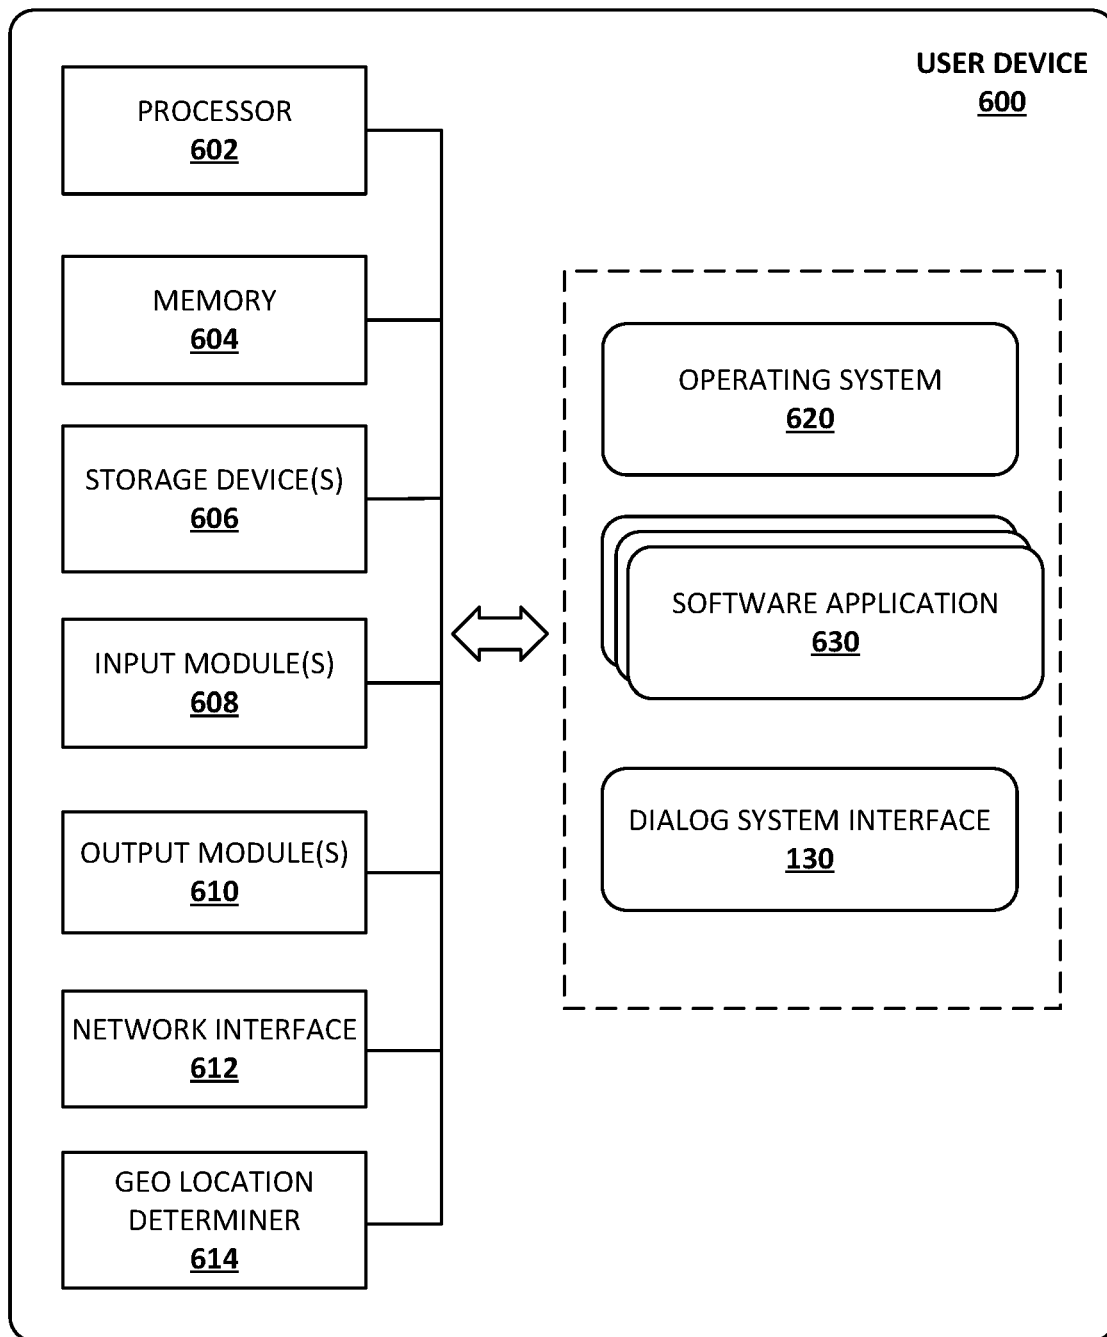 USER DEVICE
600
PROCESSOR
602
MEMORY
604
STORAGE DEVICE(S)
606
INPUT MODULE(S)
608
OUTPUT MODULE(S)
610
NETWORK INTERFACE
612
GEO LOCATION
DETERMINER
614
OPERATING SYSTEM
620
SOFTWARE APPLICATION
630
DIALOG SYSTEM INTERFACE
130